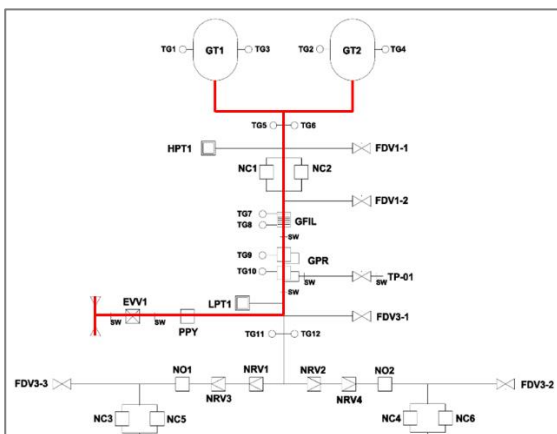 TG1 GT1 TG3 TG2 GT2 TG4
TG5 TG6
HPT1 FDV1-1
NC1 NC2
FDV1-2
TG7
TG8 GFIL
SW
TG9 GPR
TG10 TP-01
SW SW
SW
EVV1 LPT1
SW SW FDV3-1
PPY
TG11 TG12
NO1 NRV1 NRV2 NO2
FDV3-3 FDV3-2
NRV3 NRV4
NC3 NC5 NC4 NC6